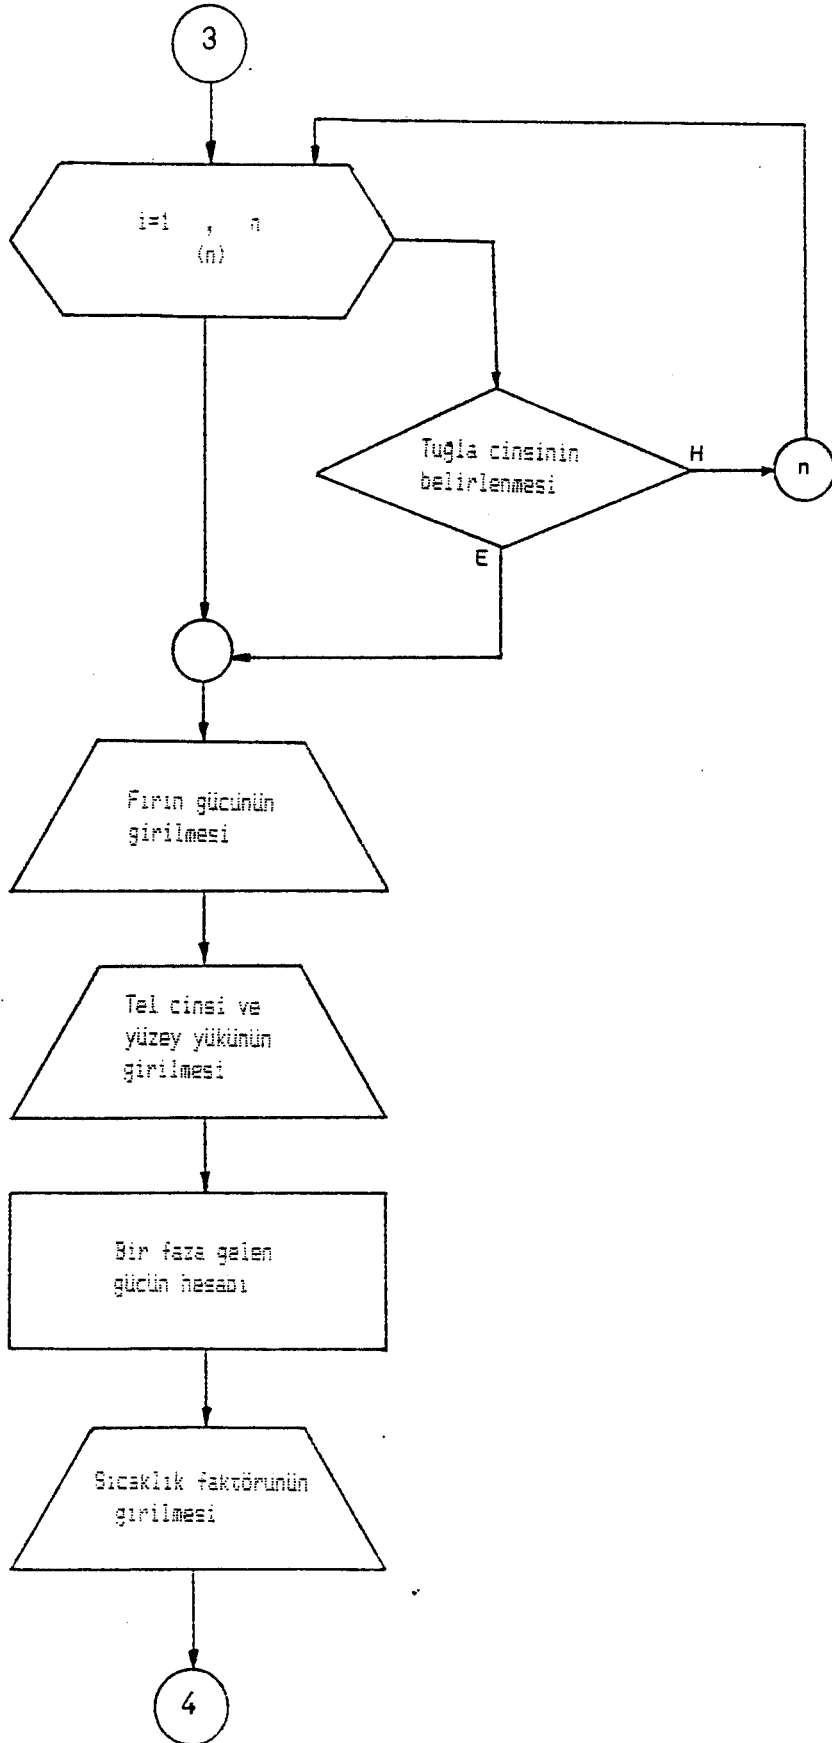 3
i=1 , n
(n)
Tuğla cinsinin
belirlenmesi
H
n
E
Fırın gücünün
girilmesi
Tel cinsi ve
yüzey yükünün
girilmesi
Bir faza gelen
gücün hesabı
Sıcaklık faktörünün
girilmesi
4